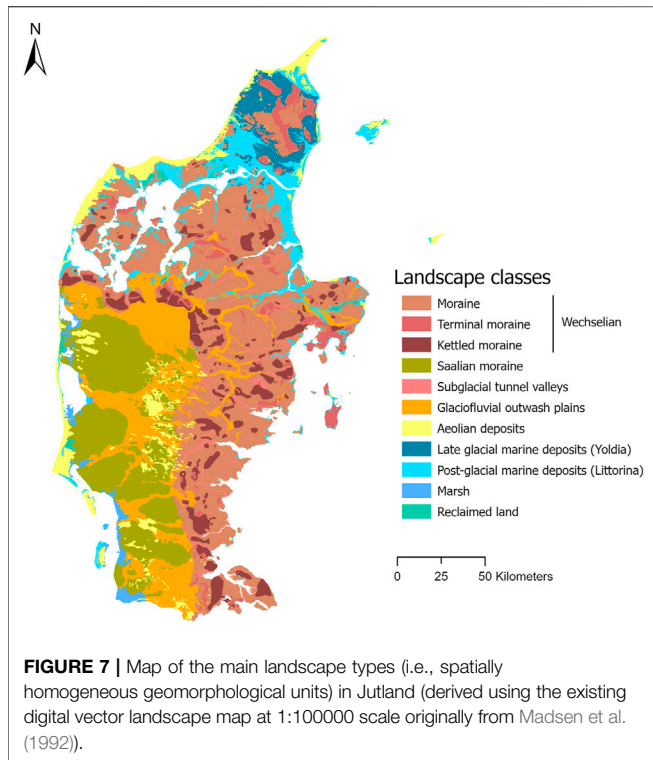 N
Landscape classes
Moraine
Terminal moraine
Wechselian
Kettled moraine
Saalian moraine
Subglacial tunnel valleys
Glaciofluvial outwash plains
Aeolian deposits
Late glacial marine deposits (Yoldia)
Post-glacial marine deposits (Littorina)
Marsh
Reclaimed land
0 25 50 Kilometers
FIGURE 7 | Map of the main landscape types (i.e., spatially
homogeneous geomorphological units) in Jutland (derived using the existing
digital vector landscape map at 1:100000 scale originally from Madsen et al.
(1992)).